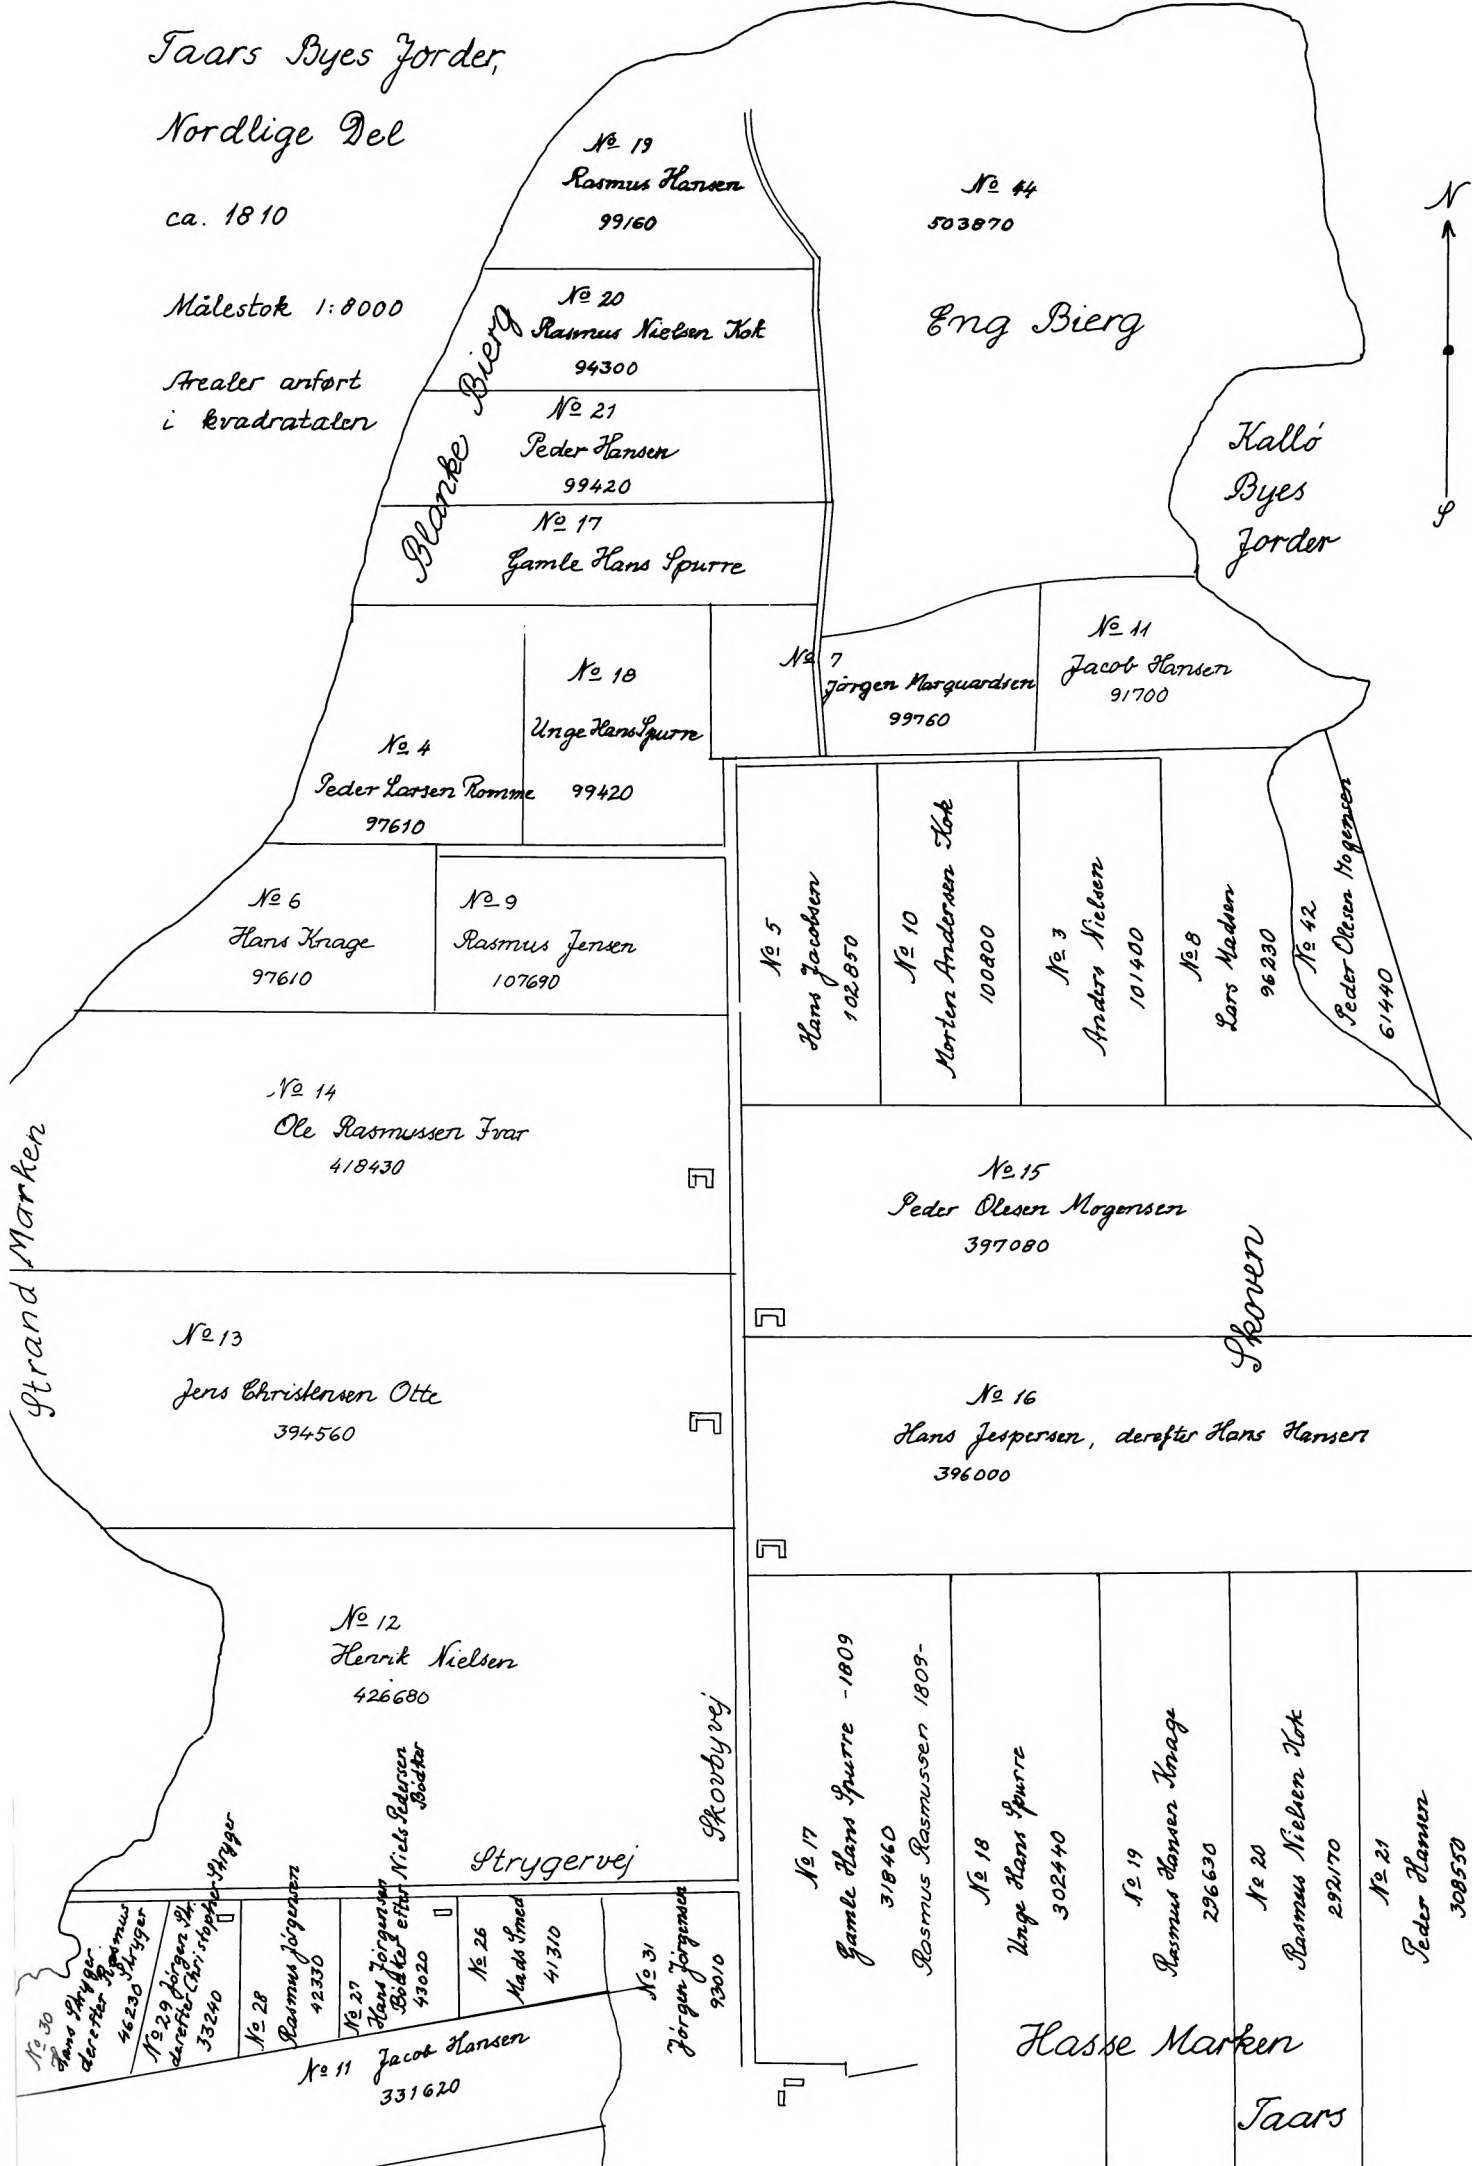 Taars Byes Jorder,
Nordlige Del
ca. 1810
Målestok 1:8000
Arealer anført
i kvadratalen
N
S
No 19
Rasmus Hansen
99160
No 44
503870
Eng Bierg
No 20
Rasmus Nielsen Kok
94300
Blanke Bierg
No 21
Peder Hansen
99420
No 17
Gamle Hans Spurre
Kallö
Byes
Jorder
No 18
Unge Hans Spurre
99420
No 7
Jörgen Marquardsen
99760
No 11
Jacob Hansen
91700
No 4
Peder Larsen Romme
97610
No 6
Hans Knage
97610
No 9
Rasmus Jensen
107690
No 5
Hans Jacobsen
102850
No 10
Morten Andersen Kok
100800
No 3
Anders Nielsen
101400
No 8
Lars Madsen
96230
No 42
Peder Olesen Mogensen
61440
Strand Marken
No 14
Ole Rasmussen Ivar
418430
No 15
Peder Olesen Mogensen
397080
Skoven
No 13
Jens Christensen Otte
394560
No 16
Hans Jespersen, derefter Hans Hansen
396000
No 12
Henrik Nielsen
426680
Skovbyvej
Strygervej
No 17
Gamle Hans Spurre -1809
318460
Rasmus Rasmussen 1809-
No 18
Unge Hans Spurre
302440
No 19
Rasmus Hansen Knage
296630
No 20
Rasmus Nielsen Kok
292170
No 21
Peder Hansen
308550
No 30
Hans Stryger
derefter Rasmus
Stryger
46230
No 29 Jörgen Str.
derefter Christopher Stryger
33240
No 28
Rasmus Jörgensen
42330
No 27
Hans Jörgensen
Bödker efter Niels Pedersen
Bödker
43020
No 26
Mads Smed
41310
No 31
Jörgen Jörgensen
93010
No 11 Jacob Hansen
331620
Hasse Marken
Taars